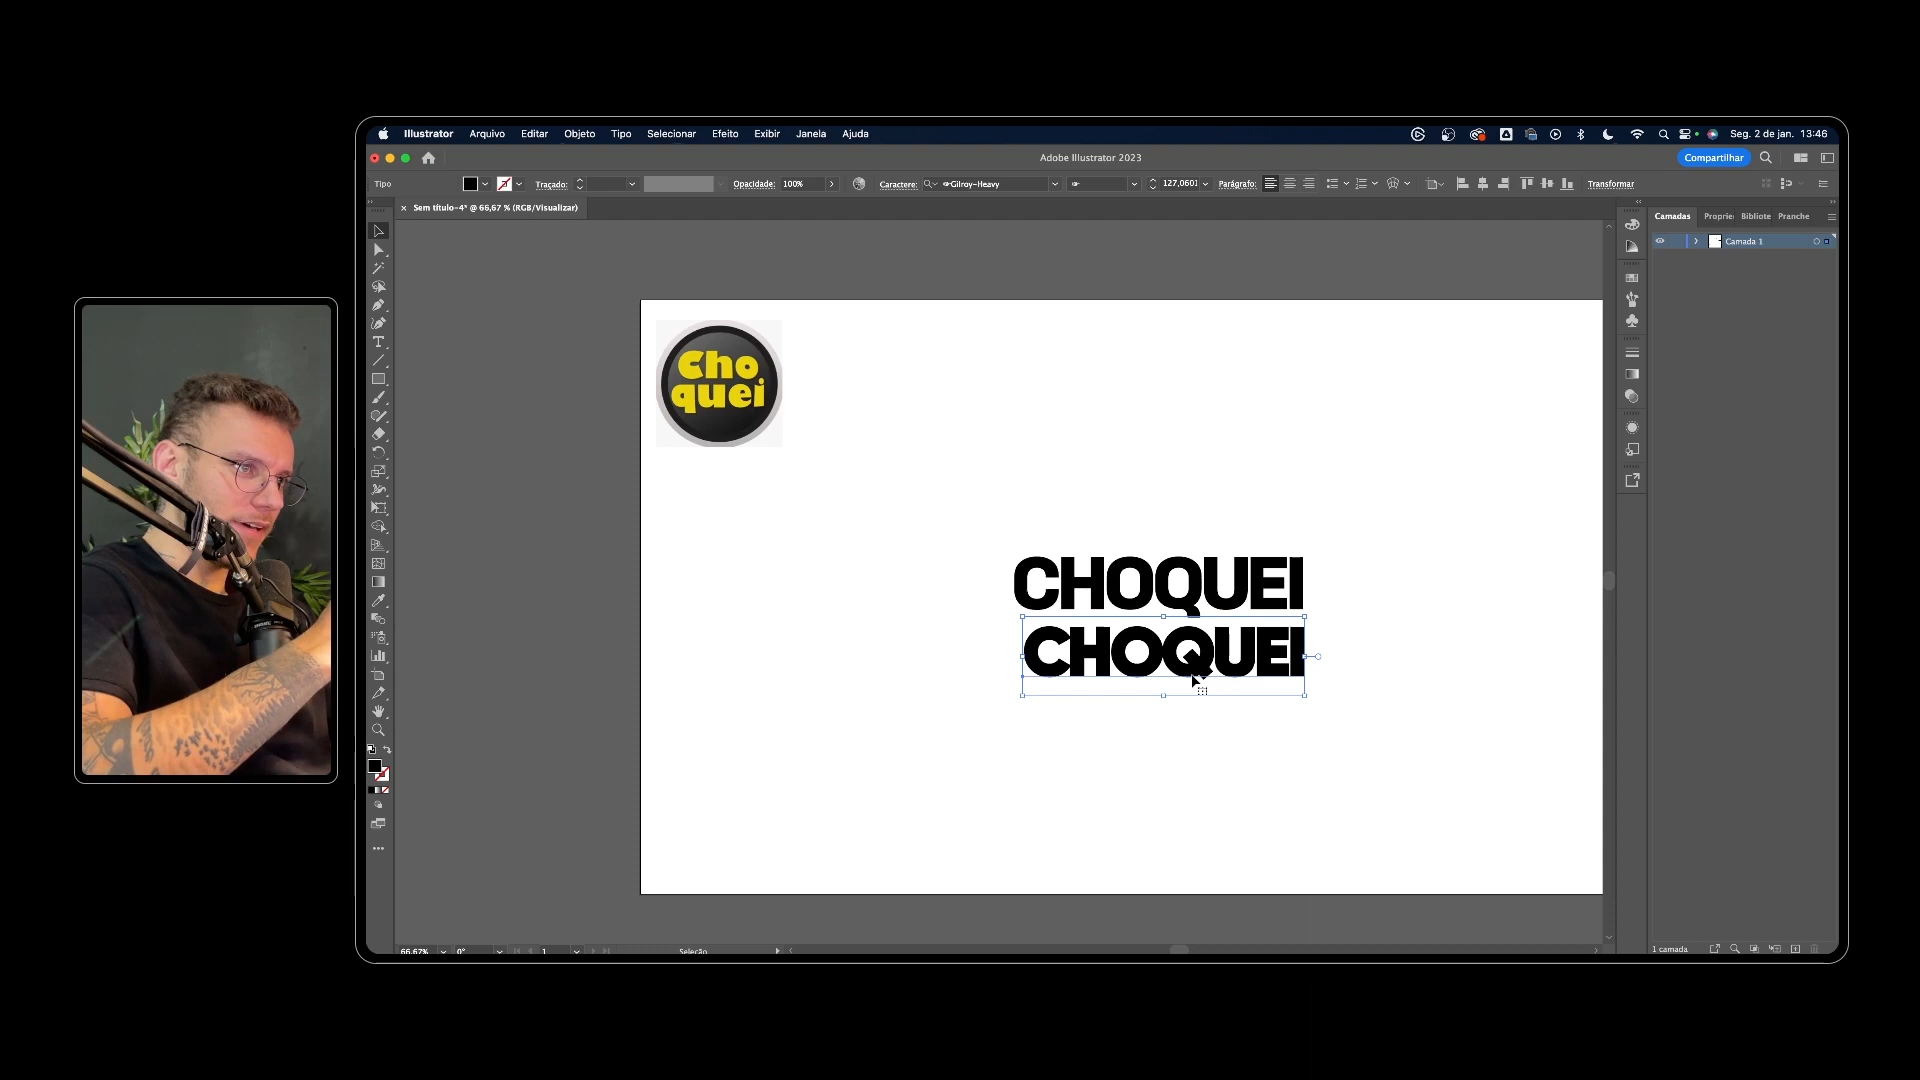 Illustrator Arquivo Editar Objeto Tipo Selecionar Efeito Exibir Janela Ajuda
Seg. 2 de jan. 13:46
Adobe Illustrator 2023
Compartilhar
Tipo
Traçado:
Opacidade: 100%
Caractere: Gilroy-Heavy
127,0601
Parágrafo:
Transformar
× Sem título-4* @ 66,67 % (RGB/Visualizar)
Camadas Proprie Bibliote Pranche
Camada 1
Cho
quei
CHOQUEI
CHOQUEI
66,67% 0° 1 Seleção
1 camada